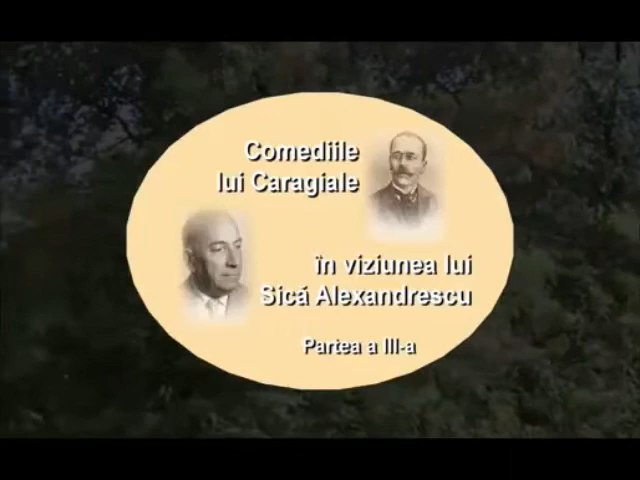 Comediile
lui Caragiale
în viziunea lui
Sică Alexandrescu
Partea a III-a